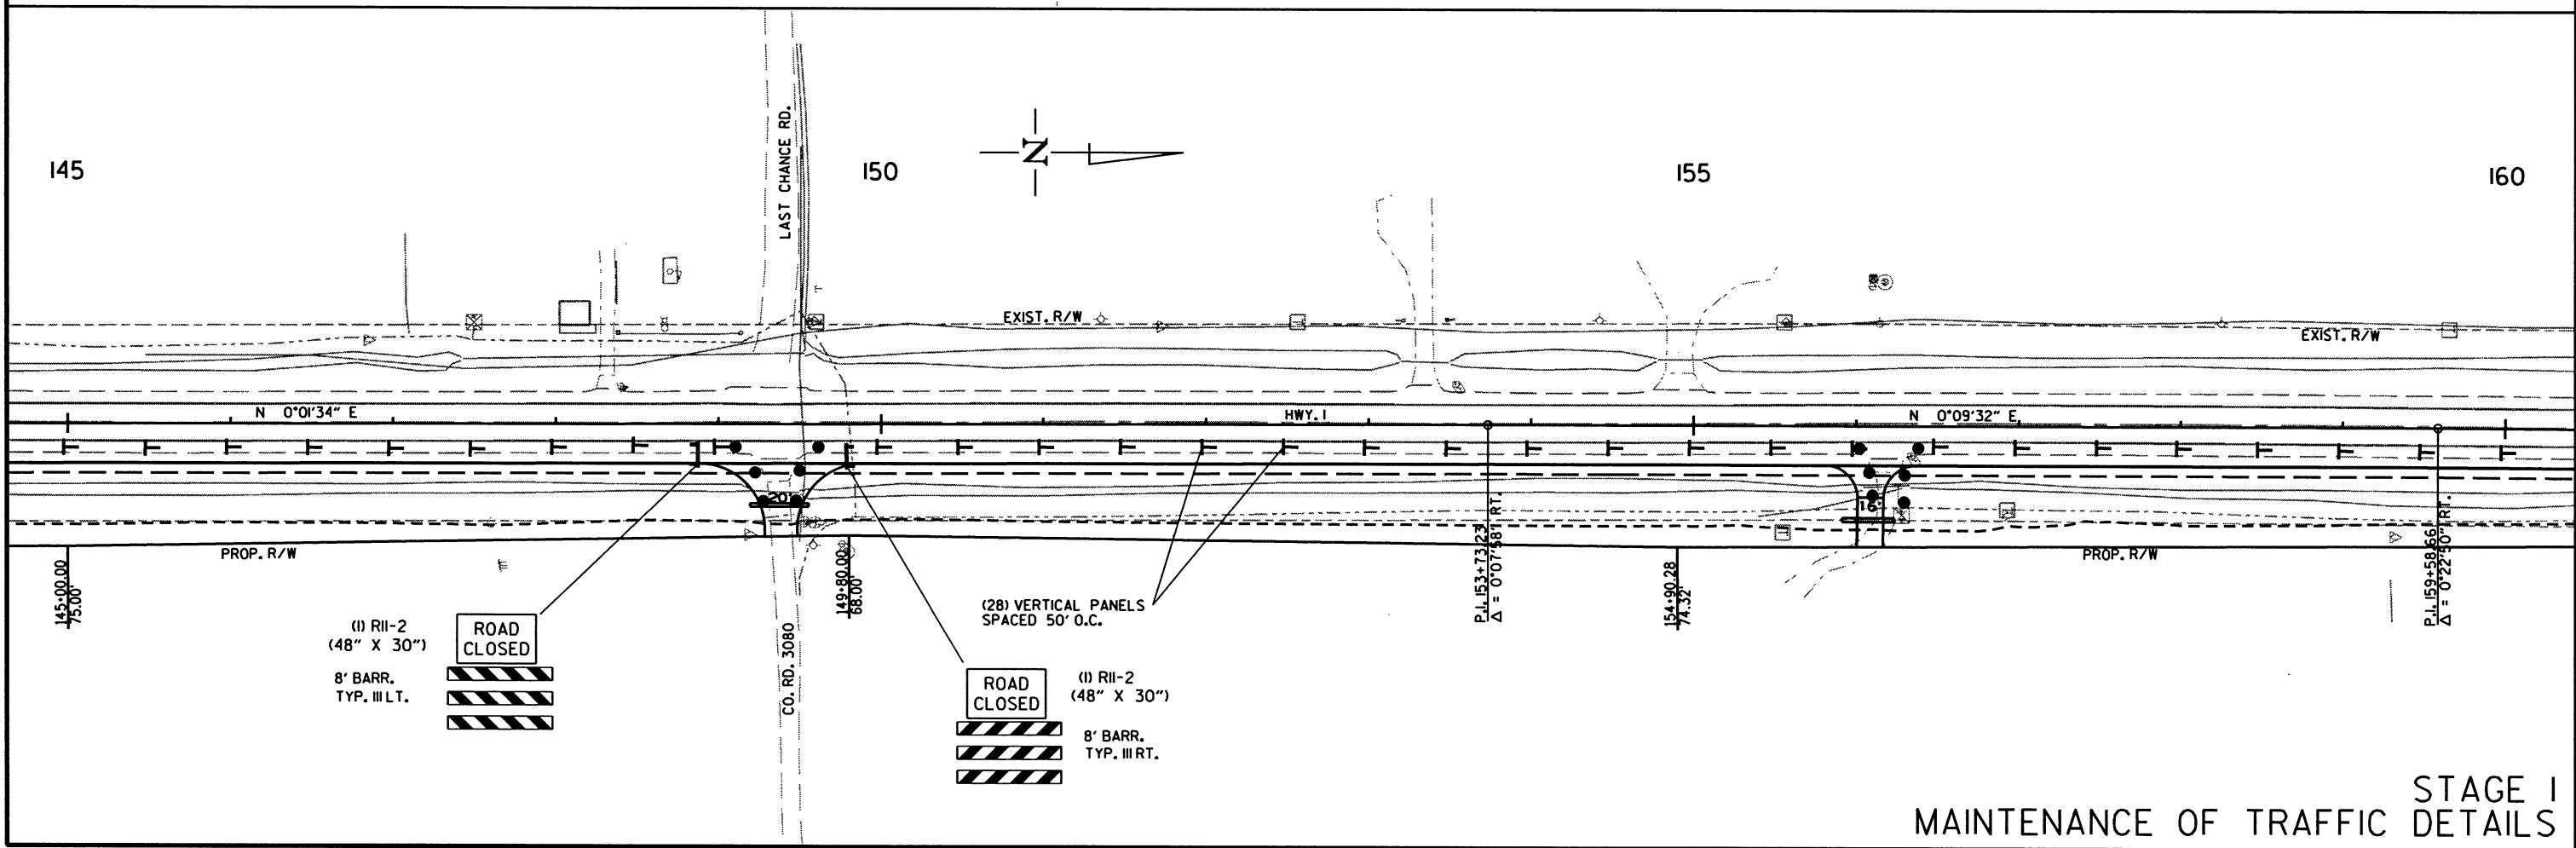 145
150
155
160
LAST CHANCE RD.
N
EXIST. R/W
EXIST. R/W
N 0°01'34" E
HWY. 1
N 0°09'32" E
20'
16'
PROP. R/W
PROP. R/W
145+00.00
75.00'
149+80.00
68.00'
P.I. 153+73.23
Δ = 0°07'58" RT.
154+90.28
74.32'
P.I. 159+58.66
Δ = 0°22'50" RT.
(28) VERTICAL PANELS
SPACED 50' O.C.
(1) R11-2
(48" X 30")
ROAD
CLOSED
8' BARR.
TYP. III LT.
CO. RD. 3080
ROAD
CLOSED
(1) R11-2
(48" X 30")
8' BARR.
TYP. III RT.
STAGE 1
MAINTENANCE OF TRAFFIC DETAILS